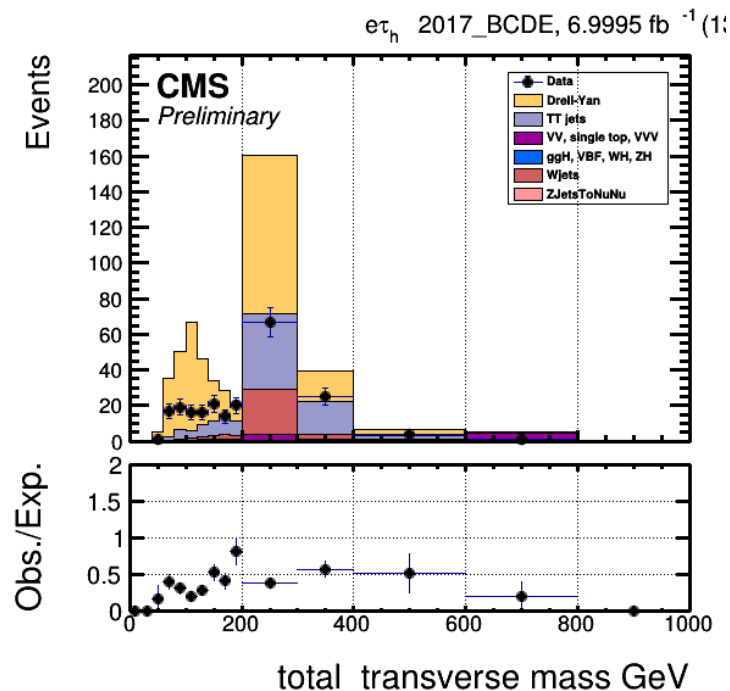 eτh 2017_BCDE, 6.9995 fb -1 (13
Events
200
180
160
140
120
100
80
60
40
20
0
CMS
Preliminary
Data
Drell-Yan
TT jets
VV, single top, VVV
ggH, VBF, WH, ZH
Wjets
ZJetsToNuNu
Obs./Exp.
2
1.5
1
0.5
0
0 200 400 600 800 1000
total transverse mass GeV